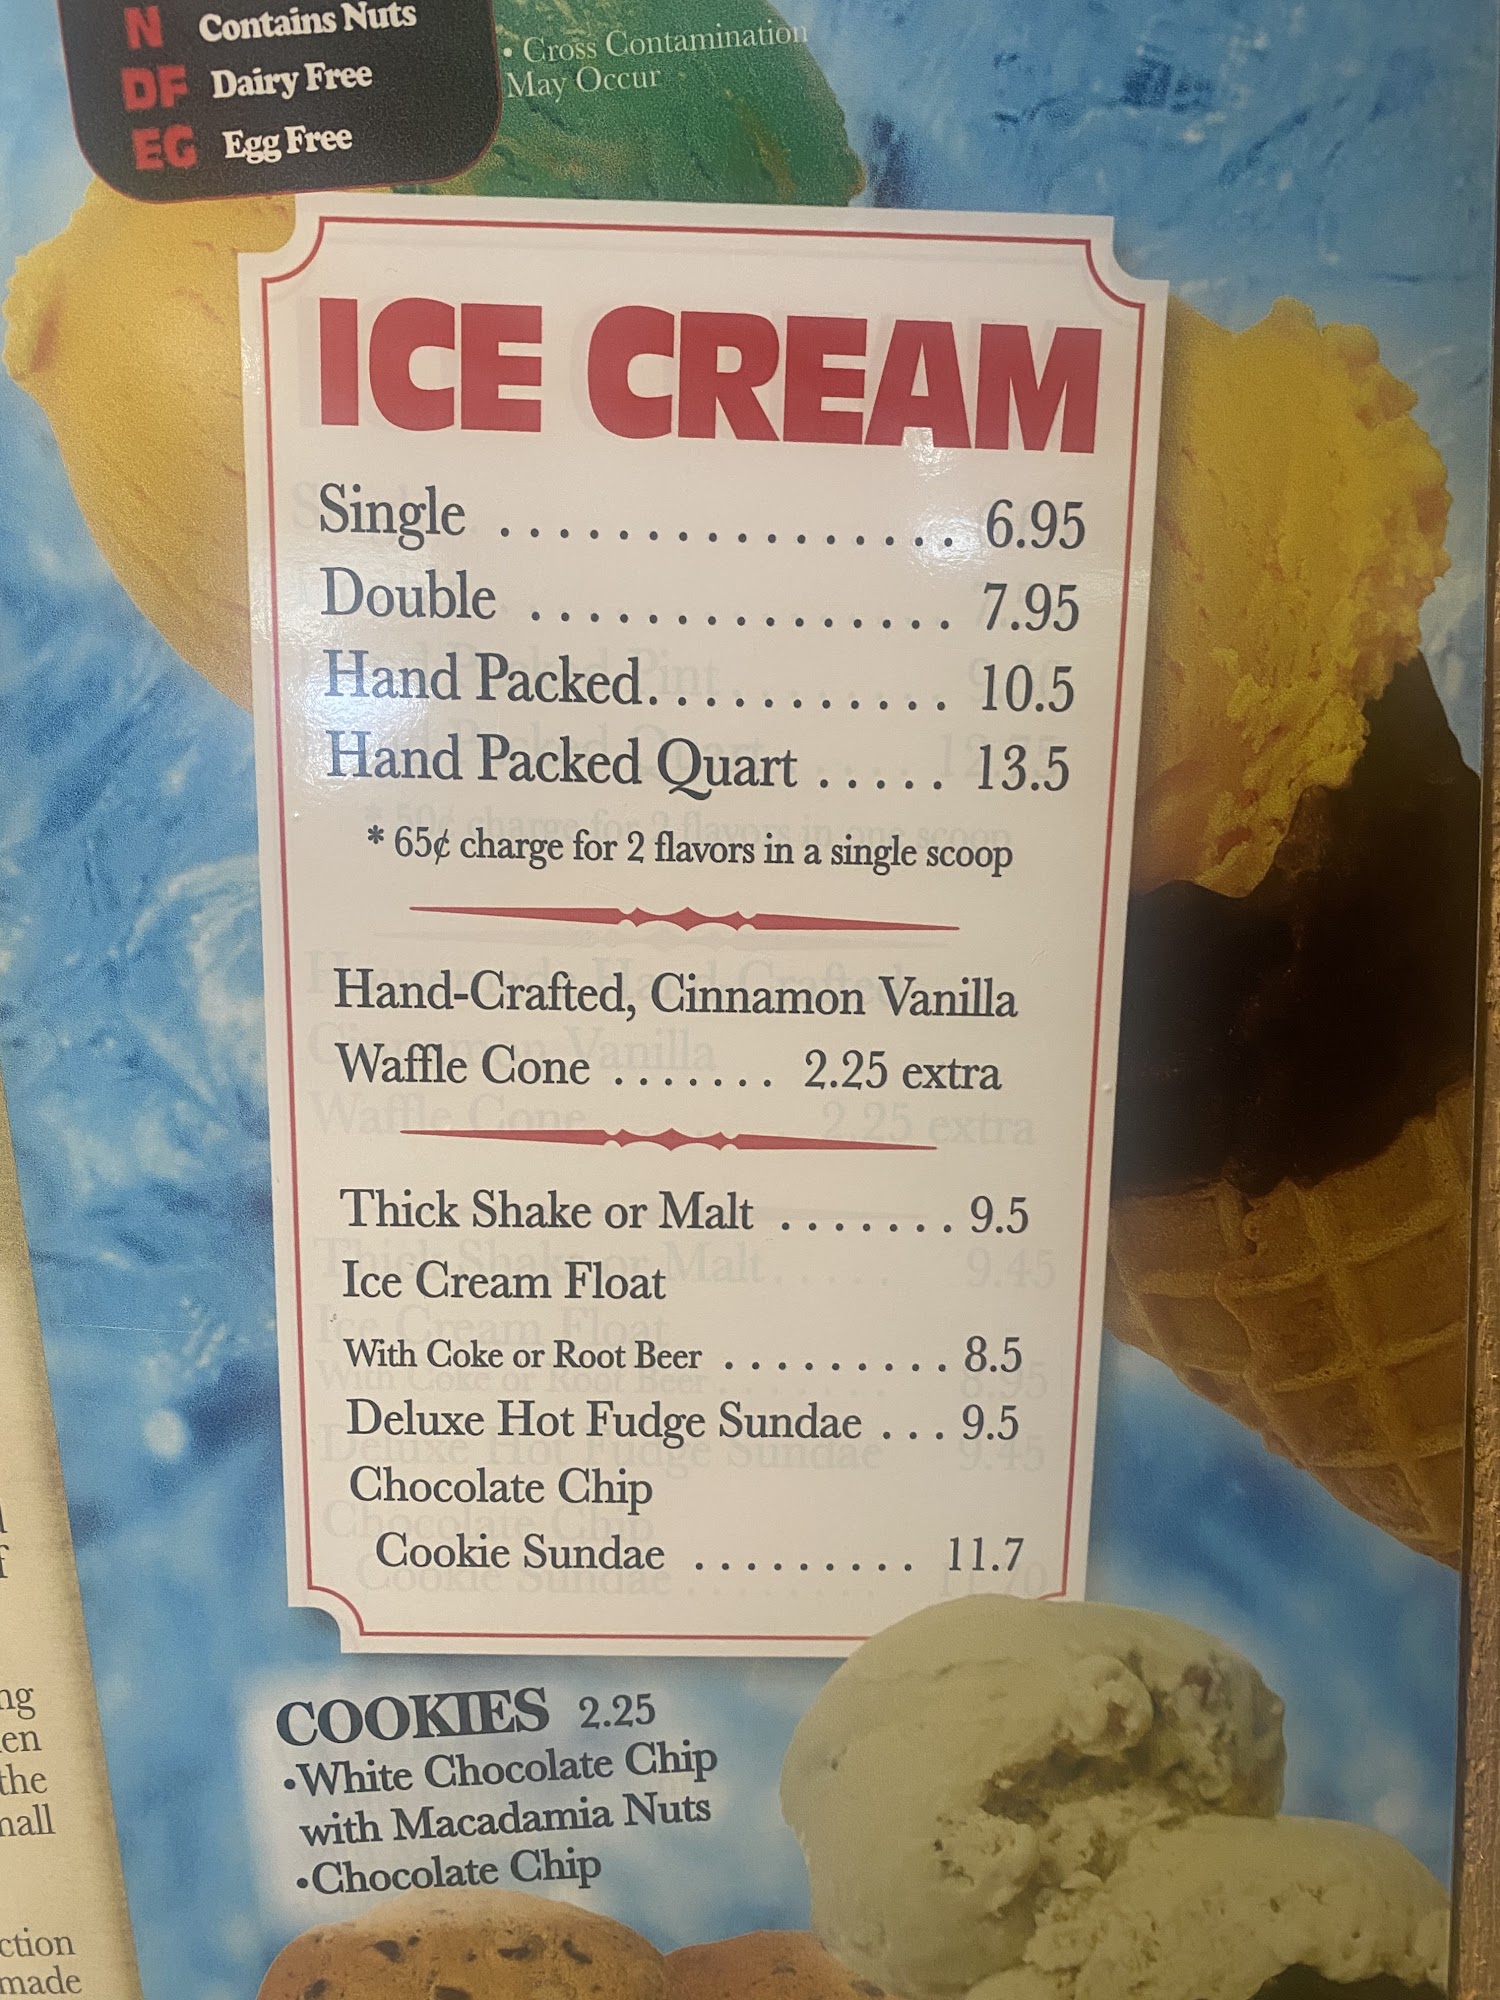 N Contains Nuts
DF Dairy Free
EG Egg Free
• Cross Contamination
May Occur
ICE CREAM
Single ................ 6.95
Double ............... 7.95
Hand Packed........... 10.5
Hand Packed Quart ..... 13.5
* 65¢ charge for 2 flavors in a single scoop
Hand-Crafted, Cinnamon Vanilla
Waffle Cone ....... 2.25 extra
Thick Shake or Malt ....... 9.5
Ice Cream Float
With Coke or Root Beer ......... 8.5
Deluxe Hot Fudge Sundae ... 9.5
Chocolate Chip
Cookie Sundae ......... 11.7
COOKIES 2.25
•White Chocolate Chip
with Macadamia Nuts
•Chocolate Chip
the
made